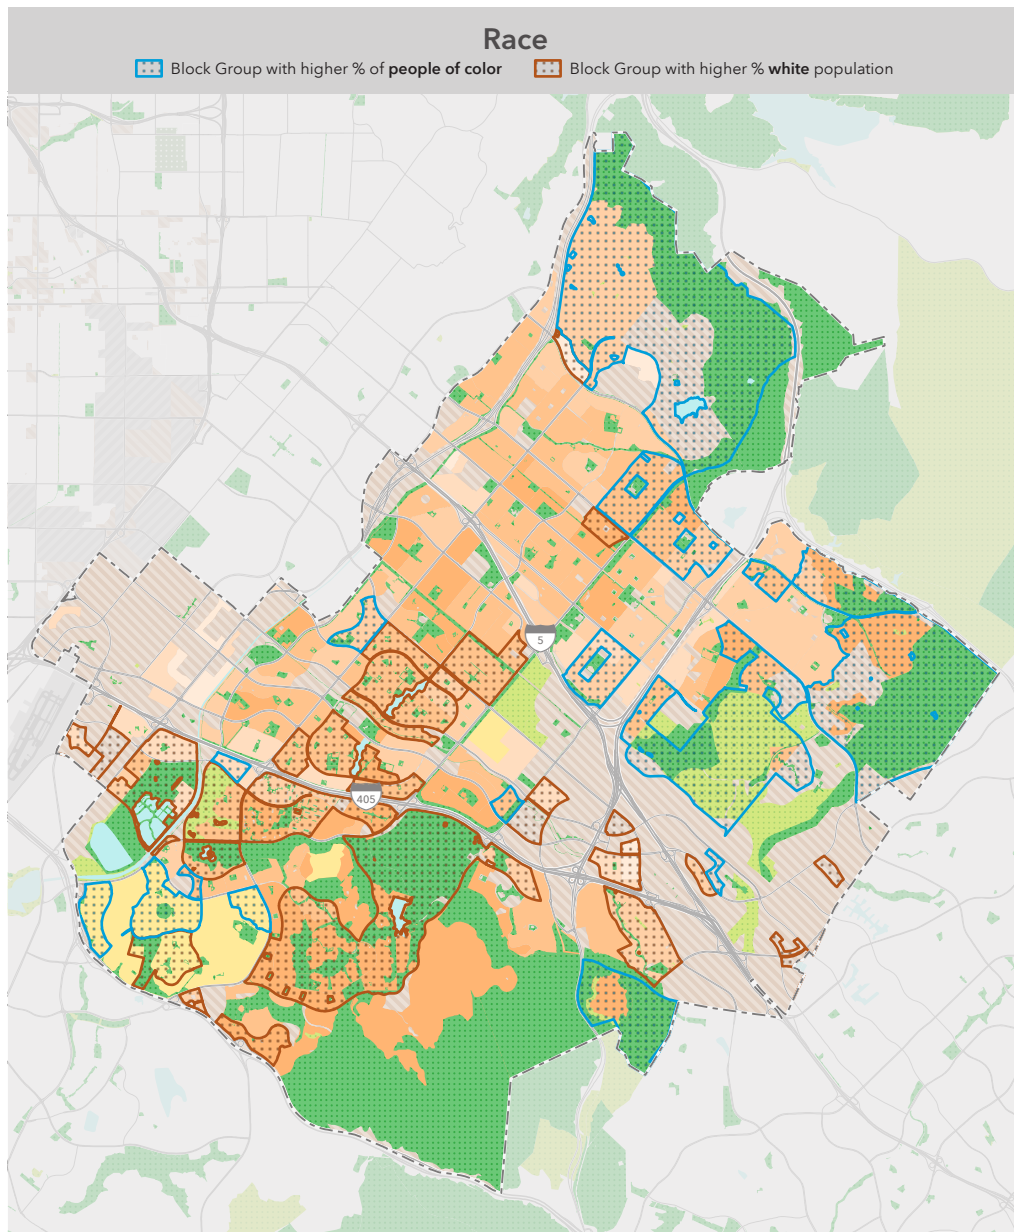 Race
Block Group with higher % of people of color
Block Group with higher % white population
5
405